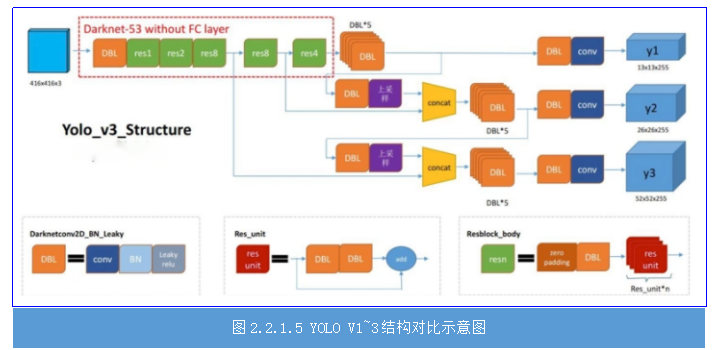 Darknet-53 without FC layer
DBL*5
DBL
res1
res2
res8
res8
res4
DBL
DBL
conv
y1
416x416x3
13x13x255
DBL
上采样
concat
DBL
DBL
conv
y2
DBL*5
26x26x255
Yolo_v3_Structure
DBL
上采样
concat
DBL
DBL
conv
y3
DBL*5
52x52x255
Darknetconv2D_BN_Leaky
DBL
conv
BN
Leaky relu
Res_unit
res unit
DBL
DBL
add
Resblock_body
resn
zero padding
DBL
res unit
Res_unit*n
图2.2.1.5 YOLO V1~3结构对比示意图